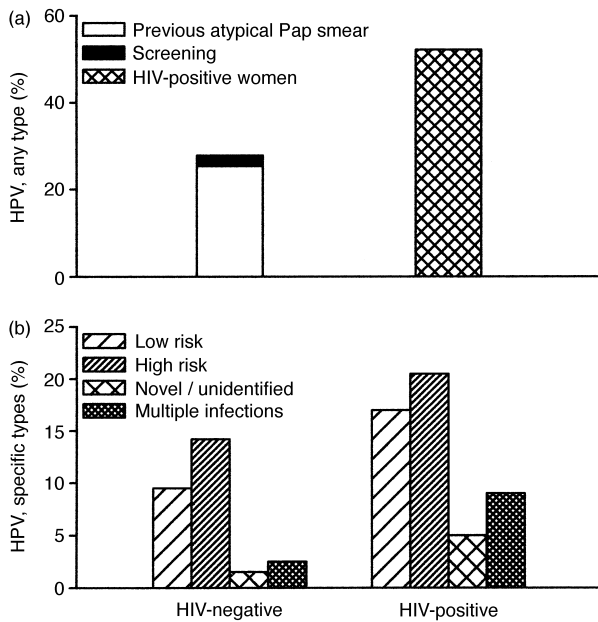 (a)
60
40
20
0
HPV, any type (%)
Previous atypical Pap smear
Screening
HIV-positive women
(b)
25
20
15
10
5
0
HPV, specific types (%)
Low risk
High risk
Novel / unidentified
Multiple infections
HIV-negative HIV-positive